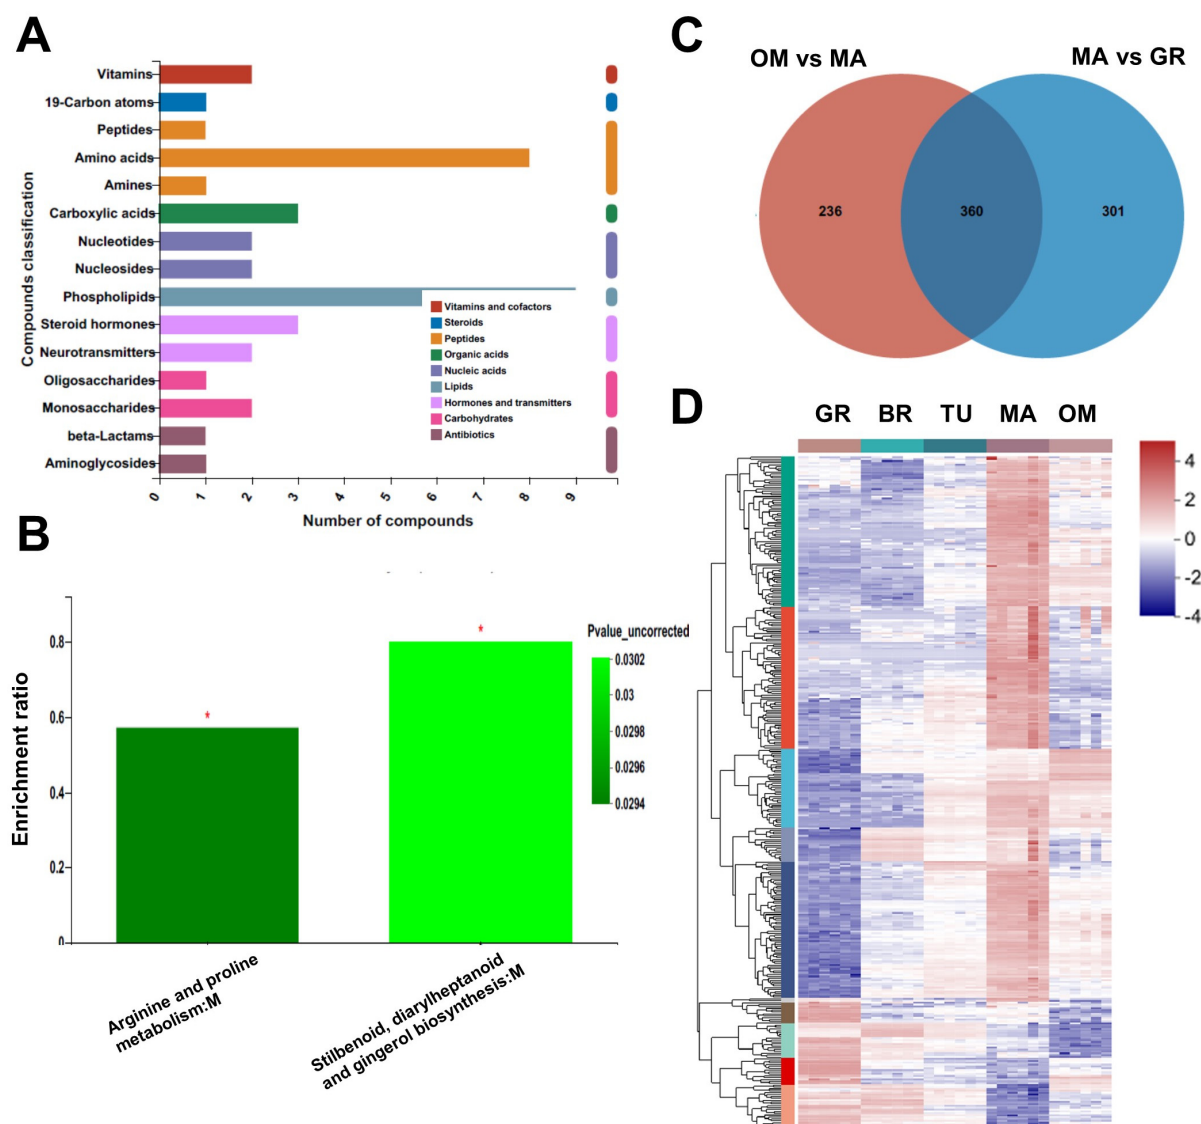 A
Compounds classification
Vitamins
19-Carbon atoms
Peptides
Amino acids
Amines
Carboxylic acids
Nucleotides
Nucleosides
Phospholipids
Steroid hormones
Neurotransmitters
Oligosaccharides
Monosaccharides
beta-Lactams
Aminoglycosides
0 1 2 3 4 5 6 7 8 9
Number of compounds
Vitamins and cofactors
Steroids
Peptides
Organic acids
Nucleic acids
Lipids
Hormones and transmitters
Carbohydrates
Antibiotics
B
Enrichment ratio
0.8
0.6
0.4
0.2
0
*
*
Arginine and proline
metabolism:M
Stilbenoid, diarylheptanoid
and gingerol biosynthesis:M
Pvalue_uncorrected
0.0302
0.03
0.0298
0.0296
0.0294
C
OM vs MA
MA vs GR
236
360
301
D
GR BR TU MA OM
4
2
0
-2
-4